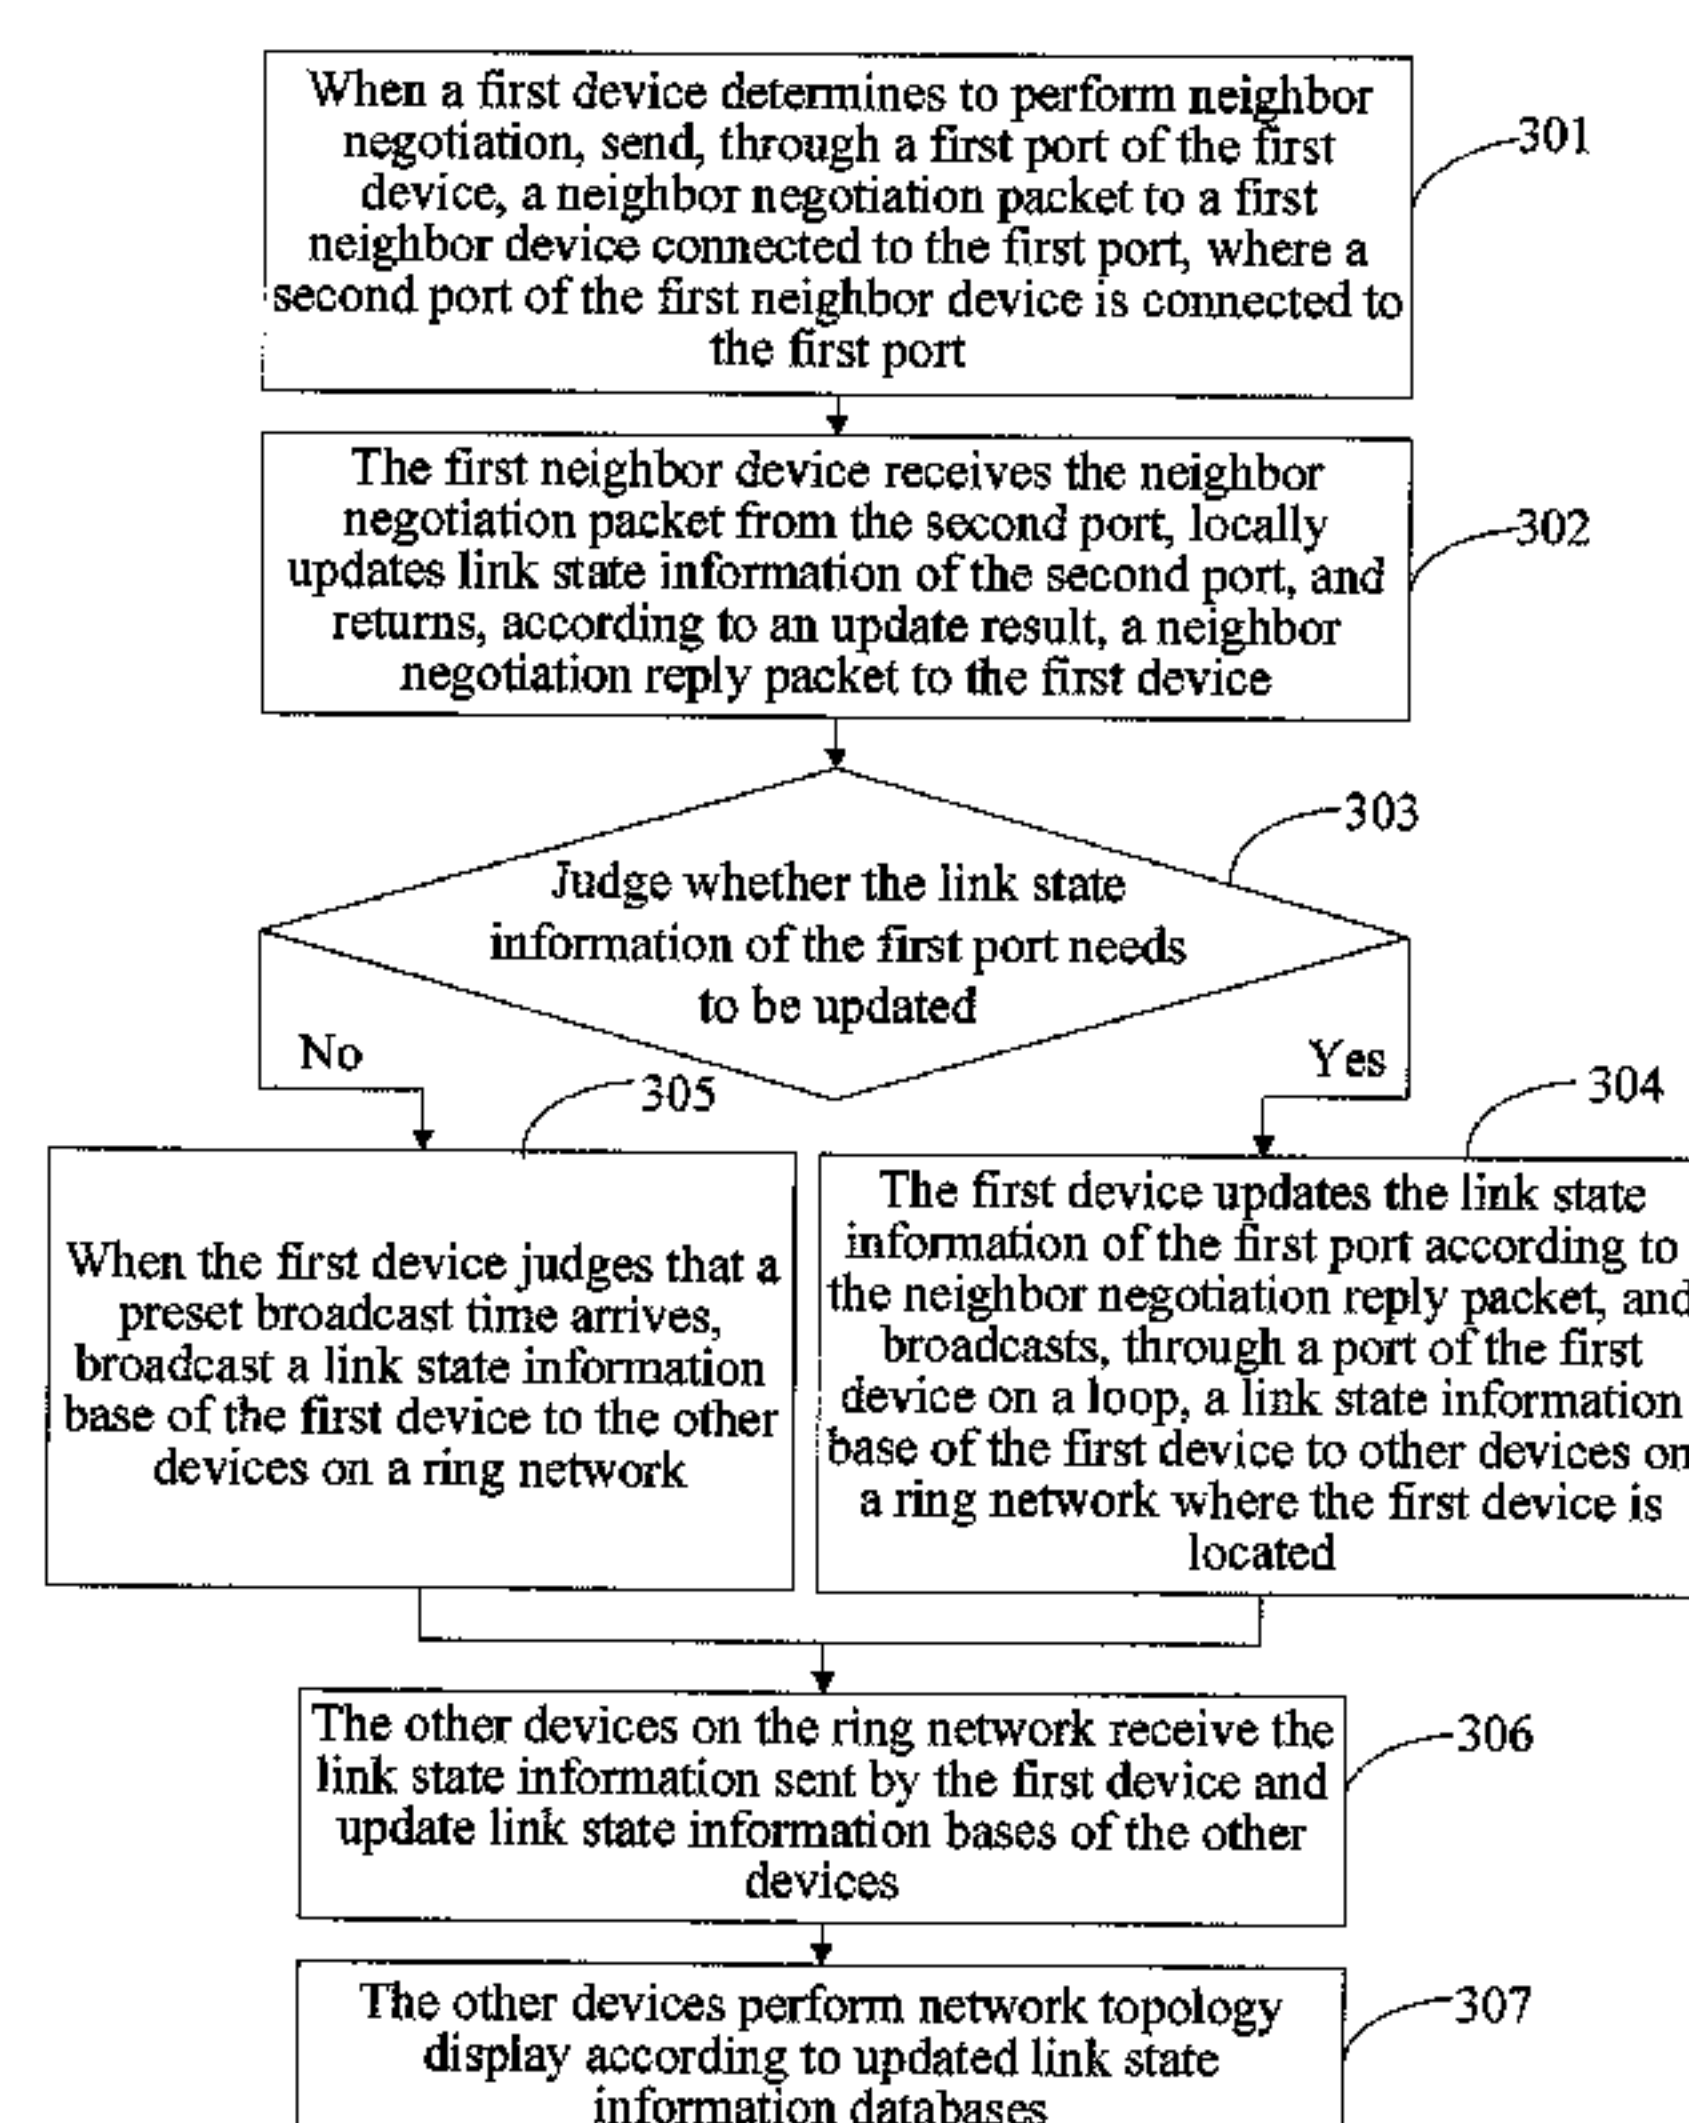 When a first device determines to perform neighbor
negotiation, send, through a first port of the first
device, a neighbor negotiation packet to a first
neighbor device connected to the first port, where a
second port of the first neighbor device is connected to
the first port
301
The first neighbor device receives the neighbor
negotiation packet from the second port, locally
updates link state information of the second port, and
returns, according to an update result, a neighbor
negotiation reply packet to the first device
302
303
Judge whether the link state
information of the first port needs
to be updated
No
Yes
305
304
When the first device judges that a
preset broadcast time arrives,
broadcast a link state information
base of the first device to the other
devices on a ring network
The first device updates the link state
information of the first port according to
the neighbor negotiation reply packet, and
broadcasts, through a port of the first
device on a loop, a link state information
base of the first device to other devices on
a ring network where the first device is
located
The other devices on the ring network receive the
link state information sent by the first device and
update link state information bases of the other
devices
306
The other devices perform network topology
display according to updated link state
information databases
307